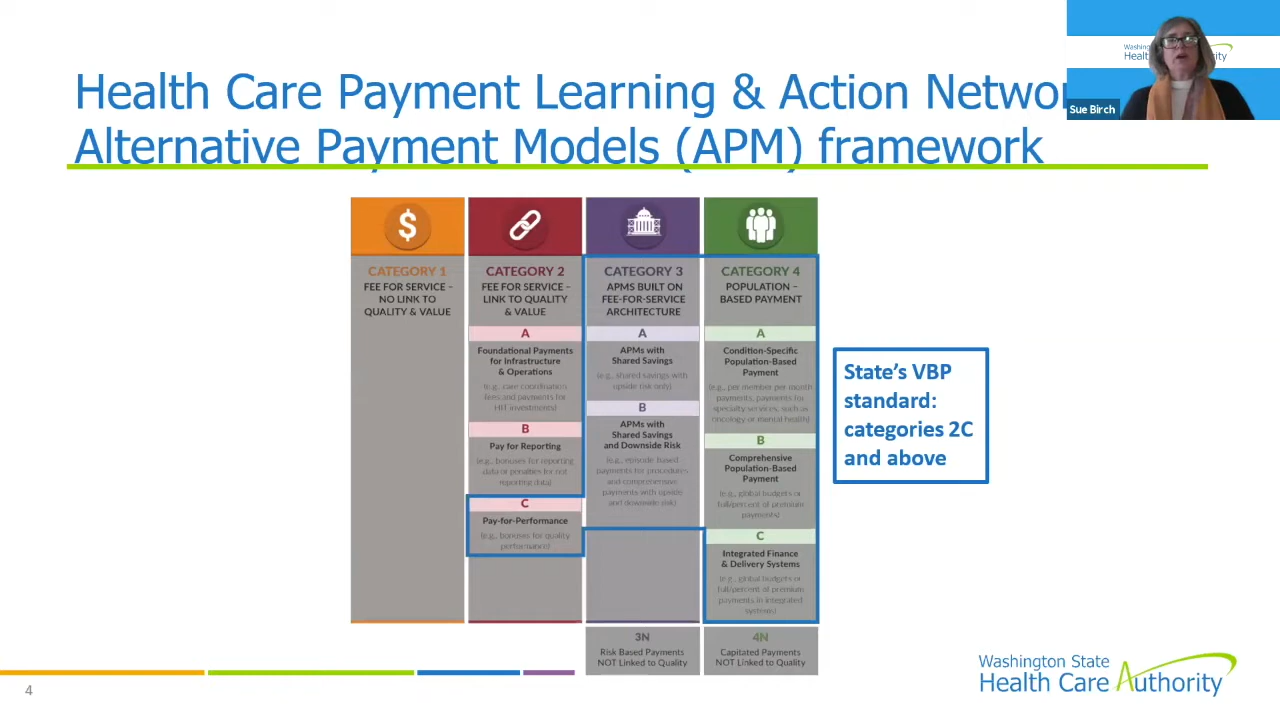 Health Care Payment Learning & Action Networ
Alternative Payment Models (APM) framework
Washington
Health C
uthority
Sue Birch
$
CATEGORY 1
FEE FOR SERVICE –
NO LINK TO
QUALITY & VALUE
CATEGORY 2
FEE FOR SERVICE –
LINK TO QUALITY
& VALUE
A
Foundational Payments
for Infrastructure
& Operations
(e.g., care coordination
fees and payments for
HIT investments)
B
Pay for Reporting
(e.g., bonuses for reporting
data or penalties for not
reporting data)
C
Pay-for-Performance
(e.g., bonuses for quality
performance)
CATEGORY 3
APMS BUILT ON
FEE-FOR-SERVICE
ARCHITECTURE
A
APMs with
Shared Savings
(e.g., shared savings with
upside risk only)
B
APMs with
Shared Savings
and Downside Risk
(e.g., episode-based
payments for procedures
and comprehensive
payments with upside
and downside risk)
3N
Risk Based Payments
NOT Linked to Quality
CATEGORY 4
POPULATION –
BASED PAYMENT
A
Condition-Specific
Population-Based
Payment
(e.g., per member per month
payments, payments for
specialty services, such as
oncology or mental health)
B
Comprehensive
Population-Based
Payment
(e.g., global budgets or
full/percent of premium
payments)
C
Integrated Finance
& Delivery Systems
(e.g., global budgets or
full/percent of premium
payments in integrated
systems)
4N
Capitated Payments
NOT Linked to Quality
State's VBP
standard:
categories 2C
and above
4
Washington State
Health Care Authority